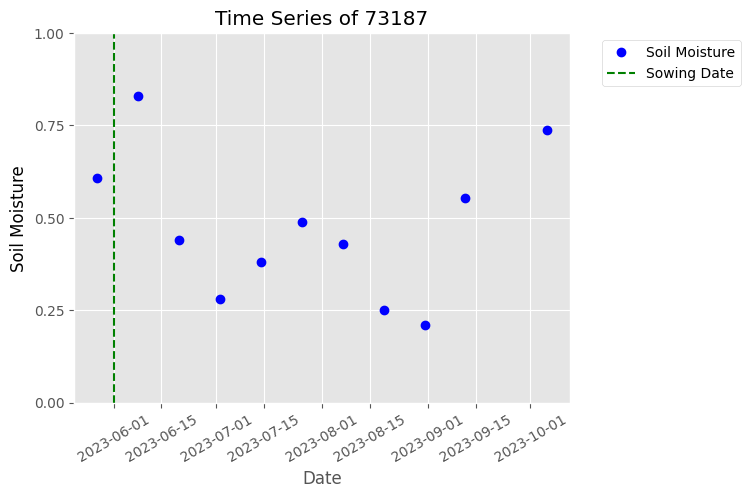 Time Series of 73187
Soil Moisture
Sowing Date
1.00
0.75
0.50
0.25
0.00
Soil Moisture
2023-06-01
2023-06-15
2023-07-01
2023-07-15
2023-08-01
2023-08-15
2023-09-01
2023-09-15
2023-10-01
Date